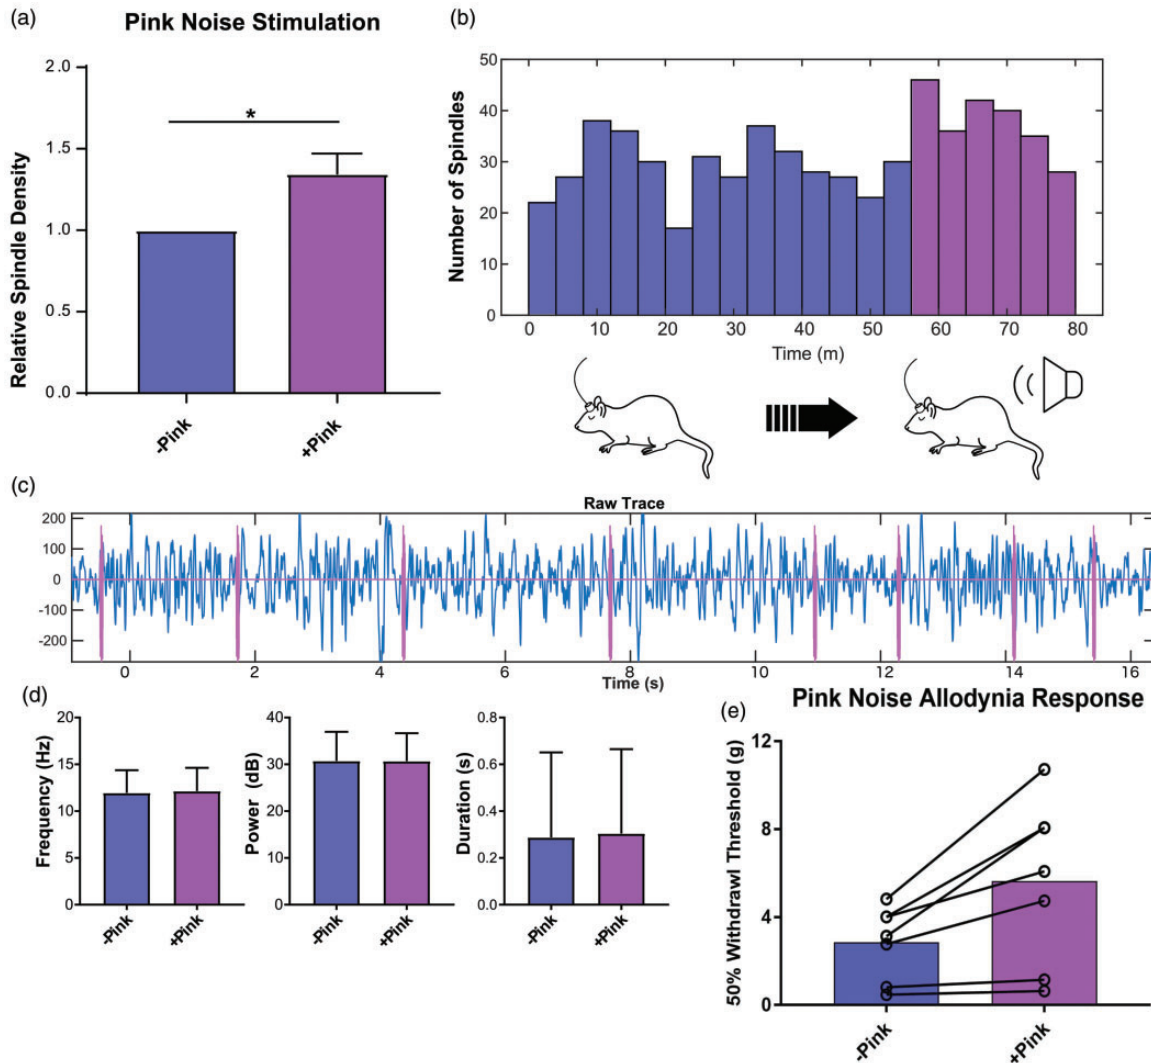 (a)
Pink Noise Stimulation
Relative Spindle Density
2.0
1.5
1.0
0.5
0.0
*
-Pink
+Pink
(b)
Number of Spindles
50
40
30
20
10
0
0 10 20 30 40 50 60 70 80
Time (m)
(c)
Raw Trace
200
100
0
-100
-200
0 2 4 6 8 10 12 14 16
Time (s)
(d)
Frequency (Hz)
20
15
10
5
0
-Pink
+Pink
Power (dB)
40
30
20
10
0
-Pink
+Pink
Duration (s)
0.8
0.6
0.4
0.2
0.0
-Pink
+Pink
(e)
Pink Noise Allodynia Response
50% Withdrawl Threshold (g)
12
8
4
0
-Pink
+Pink